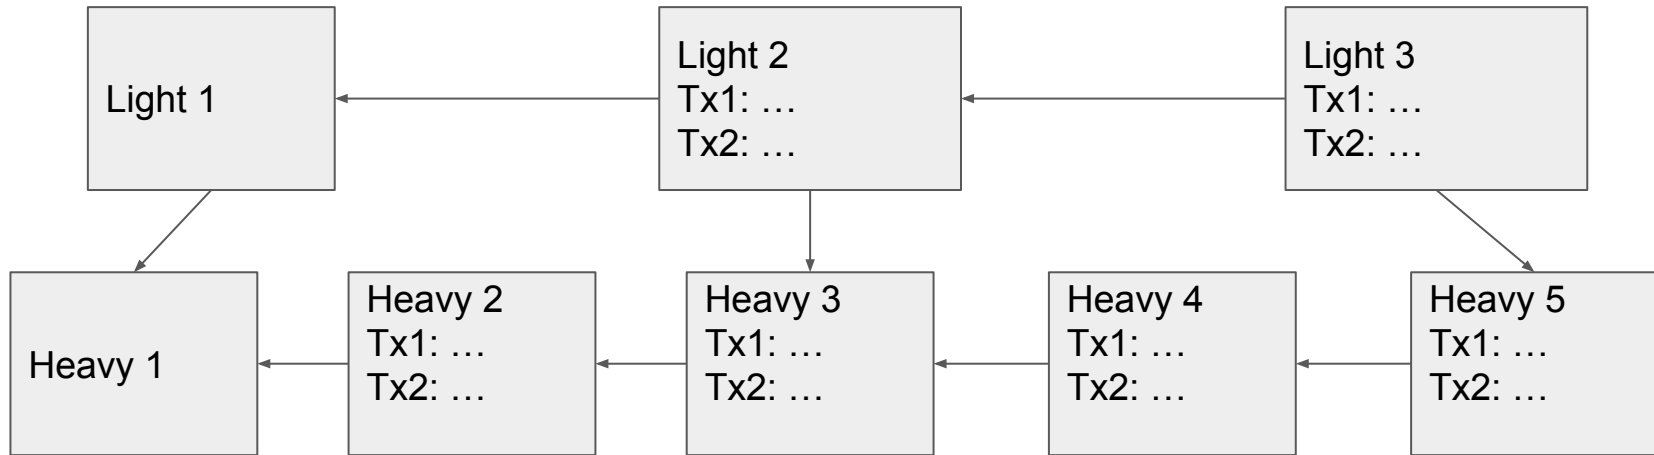 Light 1
Light 2
Tx1: …
Tx2: …
Light 3
Tx1: …
Tx2: …
Heavy 1
Heavy 2
Tx1: …
Tx2: …
Heavy 3
Tx1: …
Tx2: …
Heavy 4
Tx1: …
Tx2: …
Heavy 5
Tx1: …
Tx2: …